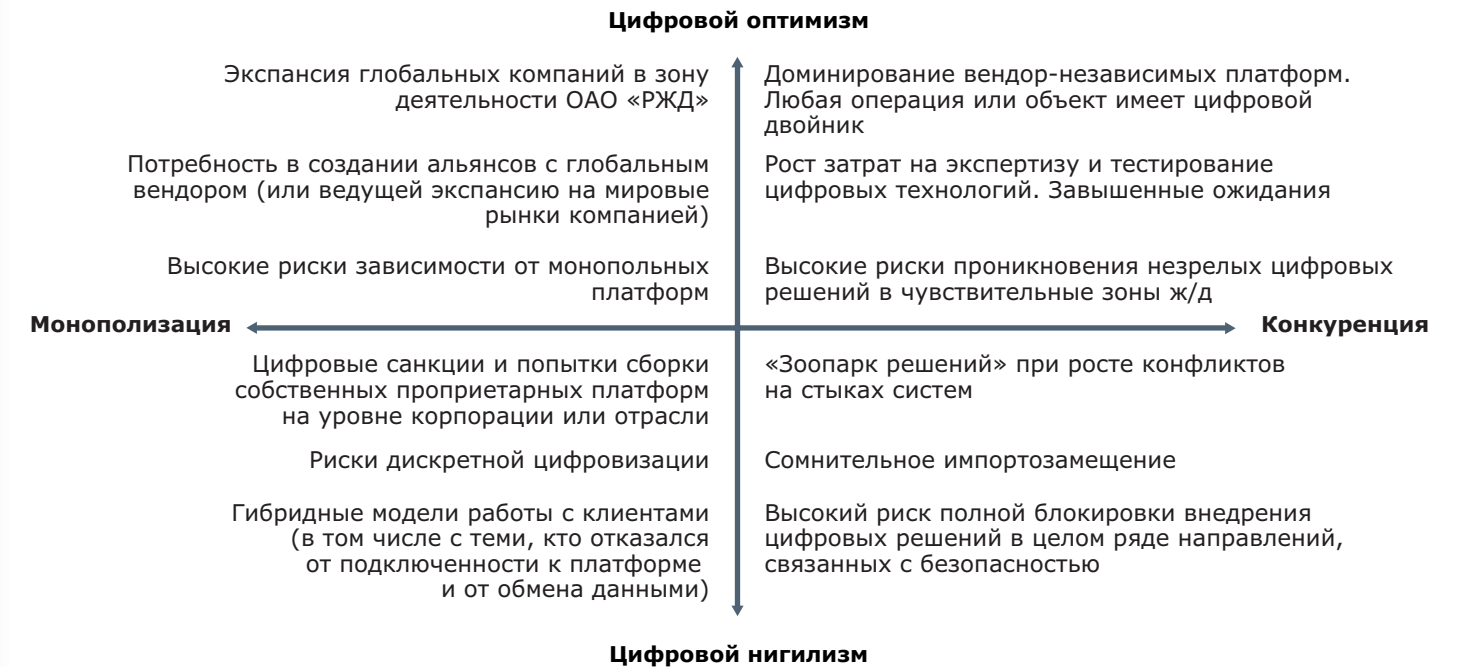 Цифровой оптимизм
Экспансия глобальных компаний в зону
деятельности ОАО «РЖД»
Потребность в создании альянсов с глобальным
вендором (или ведущей экспансию на мировые
рынки компанией)
Высокие риски зависимости от монопольных
платформ
Доминирование вендор-независимых платформ.
Любая операция или объект имеет цифровой
двойник
Рост затрат на экспертизу и тестирование
цифровых технологий. Завышенные ожидания
Высокие риски проникновения незрелых цифровых
решений в чувствительные зоны ж/д
Монополизация
Конкуренция
Цифровые санкции и попытки сборки
собственных проприетарных платформ
на уровне корпорации или отрасли
Риски дискретной цифровизации
Гибридные модели работы с клиентами
(в том числе с теми, кто отказался
от подключенности к платформе
и от обмена данными)
«Зоопарк решений» при росте конфликтов
на стыках систем
Сомнительное импортозамещение
Высокий риск полной блокировки внедрения
цифровых решений в целом ряде направлений,
связанных с безопасностью
Цифровой нигилизм